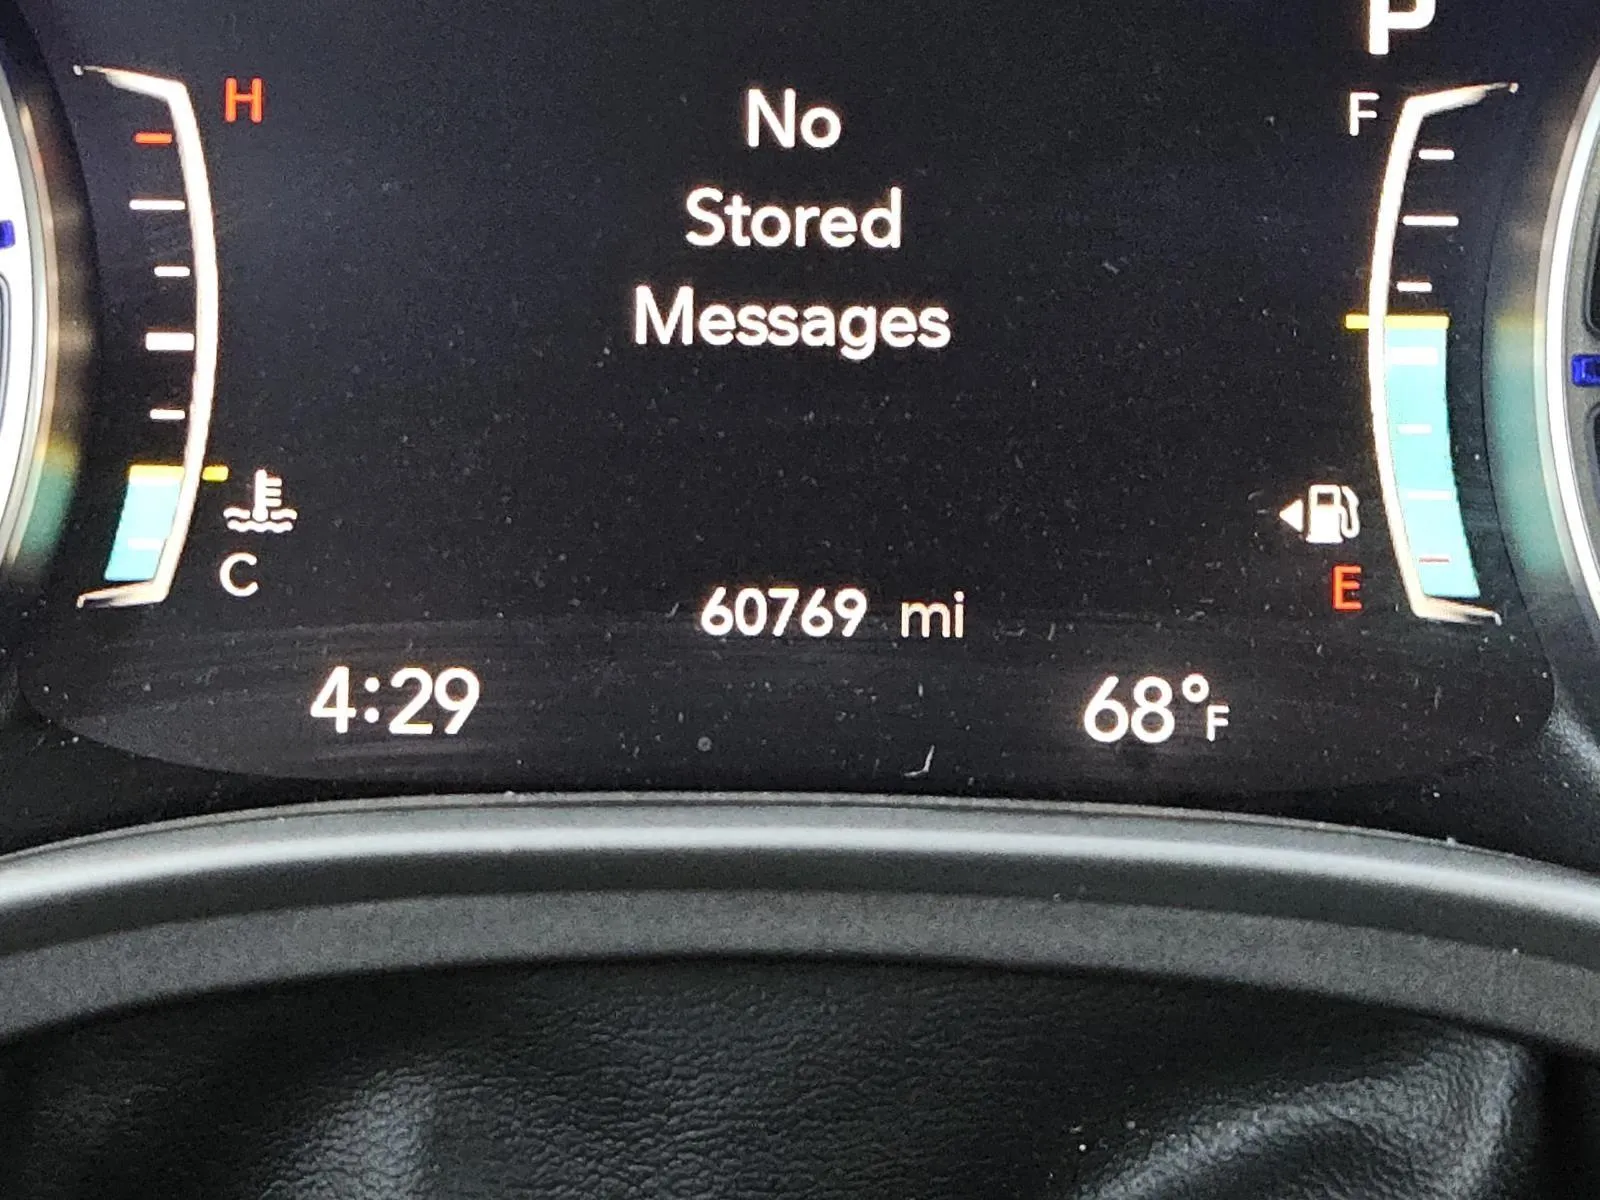 P
H
F
No
Stored
Messages
C
E
60769 mi
4:29
68°F